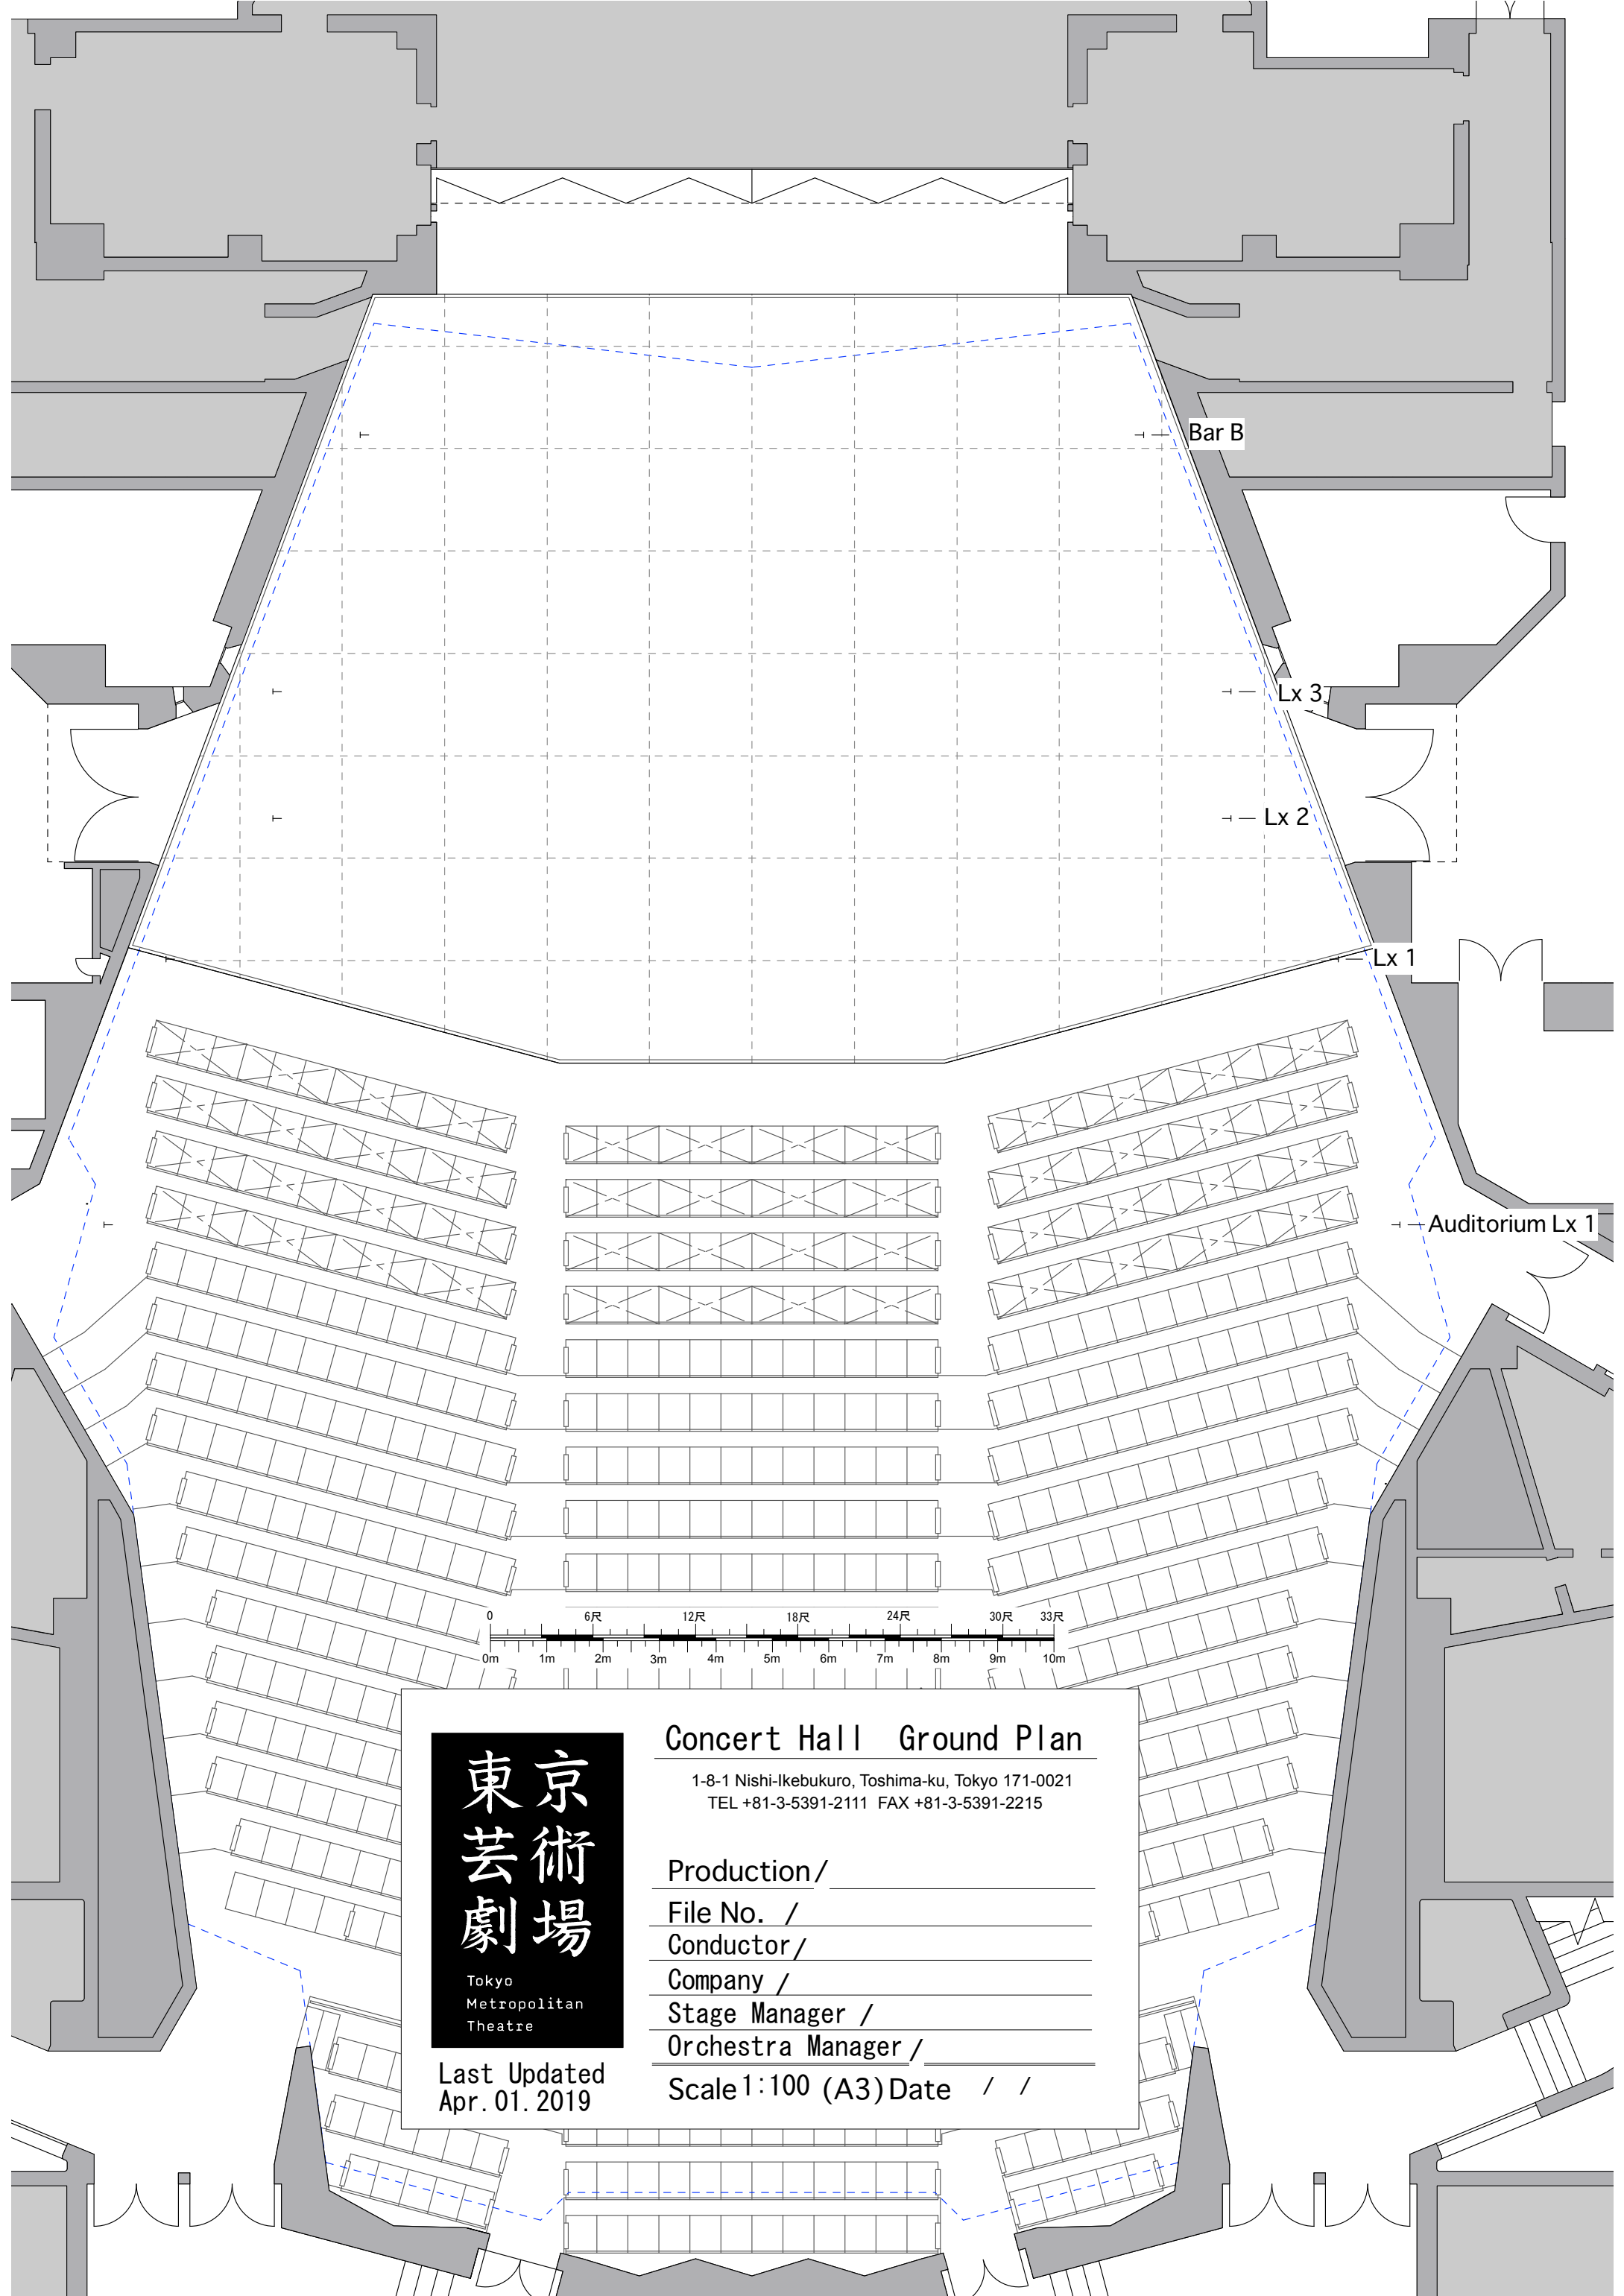 Bar B
Lx 3
Lx 2
Lx 1
Auditorium Lx 1
0 6尺 12尺 18尺 24尺 30尺 33尺
0m 1m 2m 3m 4m 5m 6m 7m 8m 9m 10m
東京
芸術
劇場
Tokyo
Metropolitan
Theatre
Last Updated
Apr.01.2019
Concert Hall Ground Plan
1-8-1 Nishi-Ikebukuro, Toshima-ku, Tokyo 171-0021
TEL +81-3-5391-2111 FAX +81-3-5391-2215
Production/
File No. /
Conductor/
Company /
Stage Manager /
Orchestra Manager/
Scale 1:100 (A3) Date / /